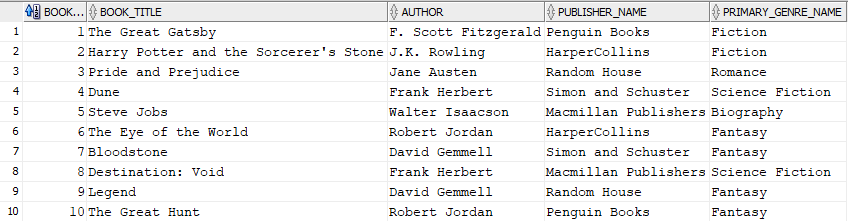 BOOK... BOOK_TITLE AUTHOR PUBLISHER_NAME PRIMARY_GENRE_NAME
1 1 The Great Gatsby F. Scott Fitzgerald Penguin Books Fiction
2 2 Harry Potter and the Sorcerer's Stone J.K. Rowling HarperCollins Fiction
3 3 Pride and Prejudice Jane Austen Random House Romance
4 4 Dune Frank Herbert Simon and Schuster Science Fiction
5 5 Steve Jobs Walter Isaacson Macmillan Publishers Biography
6 6 The Eye of the World Robert Jordan HarperCollins Fantasy
7 7 Bloodstone David Gemmell Simon and Schuster Fantasy
8 8 Destination: Void Frank Herbert Macmillan Publishers Science Fiction
9 9 Legend David Gemmell Random House Fantasy
10 10 The Great Hunt Robert Jordan Penguin Books Fantasy